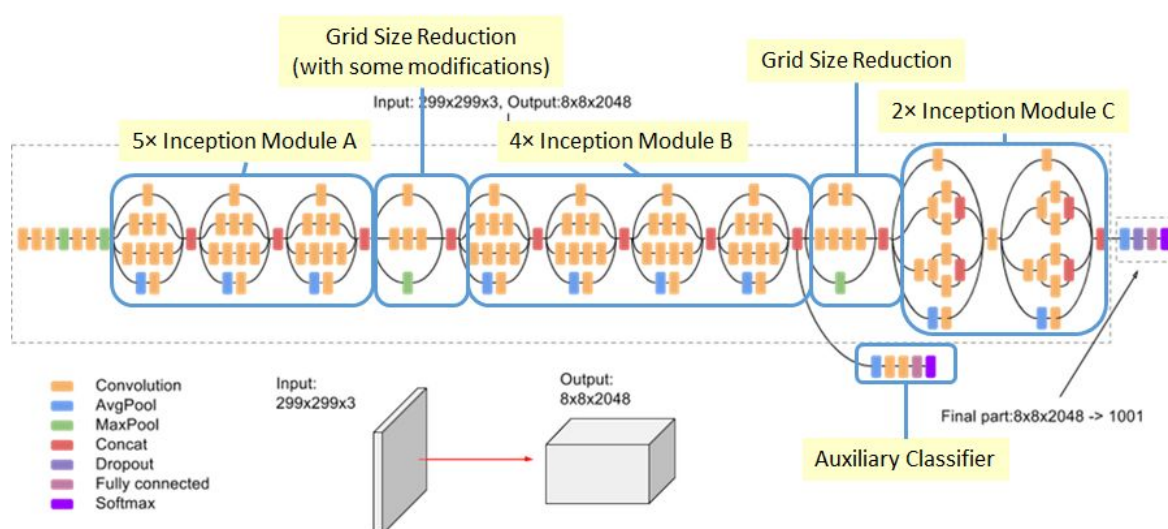 Grid Size Reduction
(with some modifications)
Grid Size Reduction
Input: 299x299x3, Output:8x8x2048
5× Inception Module A
4× Inception Module B
2× Inception Module C
Convolution
AvgPool
MaxPool
Concat
Dropout
Fully connected
Softmax
Input:
299x299x3
Output:
8x8x2048
Final part:8x8x2048 -> 1001
Auxiliary Classifier